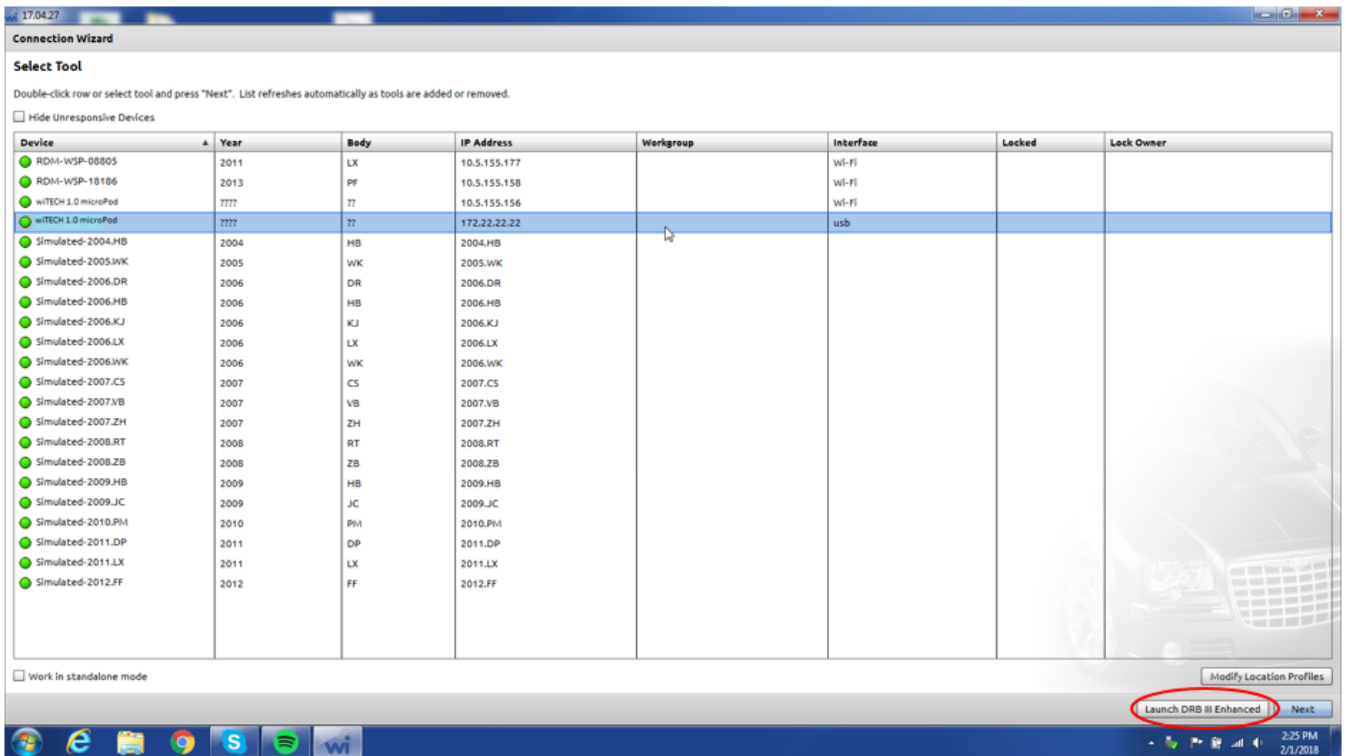 wi 17.04.27
Connection Wizard
Select Tool
Double-click row or select tool and press "Next". List refreshes automatically as tools are added or removed.
Hide Unresponsive Devices
Device Year Body IP Address Workgroup Interface Locked Lock Owner
RDM-WSP-08805 2011 LX 10.5.155.177 Wi-Fi
RDM-WSP-18186 2013 PF 10.5.155.158 Wi-Fi
wiTECH 1.0 microPod ???? ?? 10.5.155.156 Wi-Fi
wiTECH 1.0 microPod ???? ?? 172.22.22.22 usb
Simulated-2004.HB 2004 HB 2004.HB
Simulated-2005.WK 2005 WK 2005.WK
Simulated-2006.DR 2006 DR 2006.DR
Simulated-2006.HB 2006 HB 2006.HB
Simulated-2006.KJ 2006 KJ 2006.KJ
Simulated-2006.LX 2006 LX 2006.LX
Simulated-2006.WK 2006 WK 2006.WK
Simulated-2007.CS 2007 CS 2007.CS
Simulated-2007.VB 2007 VB 2007.VB
Simulated-2007.ZH 2007 ZH 2007.ZH
Simulated-2008.RT 2008 RT 2008.RT
Simulated-2008.ZB 2008 ZB 2008.ZB
Simulated-2009.HB 2009 HB 2009.HB
Simulated-2009.JC 2009 JC 2009.JC
Simulated-2010.PM 2010 PM 2010.PM
Simulated-2011.DP 2011 DP 2011.DP
Simulated-2011.LX 2011 LX 2011.LX
Simulated-2012.FF 2012 FF 2012.FF
Work in standalone mode
Modify Location Profiles
Launch DRB III Enhanced Next
S wi 2:25 PM
2/1/2018